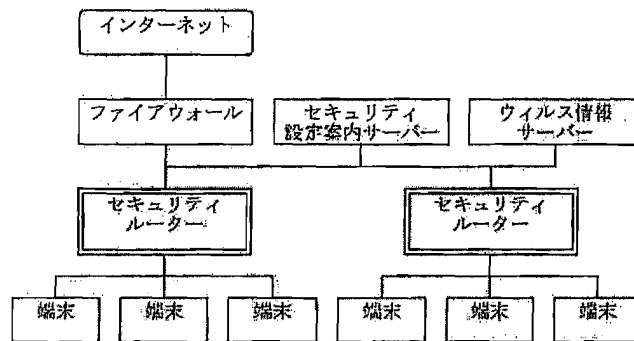 インターネット
ファイアウォール
セキュリティ
設定案内サーバー
ウィルス情報
サーバー
セキュリティ
ルーター
セキュリティ
ルーター
端末
端末
端末
端末
端末
端末